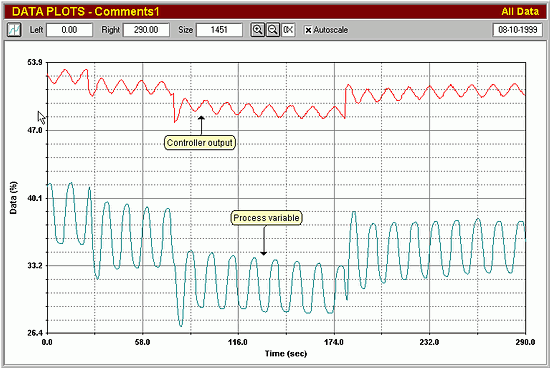 DATA PLOTS - Comments1 All Data
Left 0.00 Right 290.00 Size 1451 0X Autoscale 08-10-1999
53.9
47.0
Controller output
40.1
Data (%)
Process variable
33.2
26.4
0.0 58.0 116.0 174.0 232.0 290.0
Time (sec)